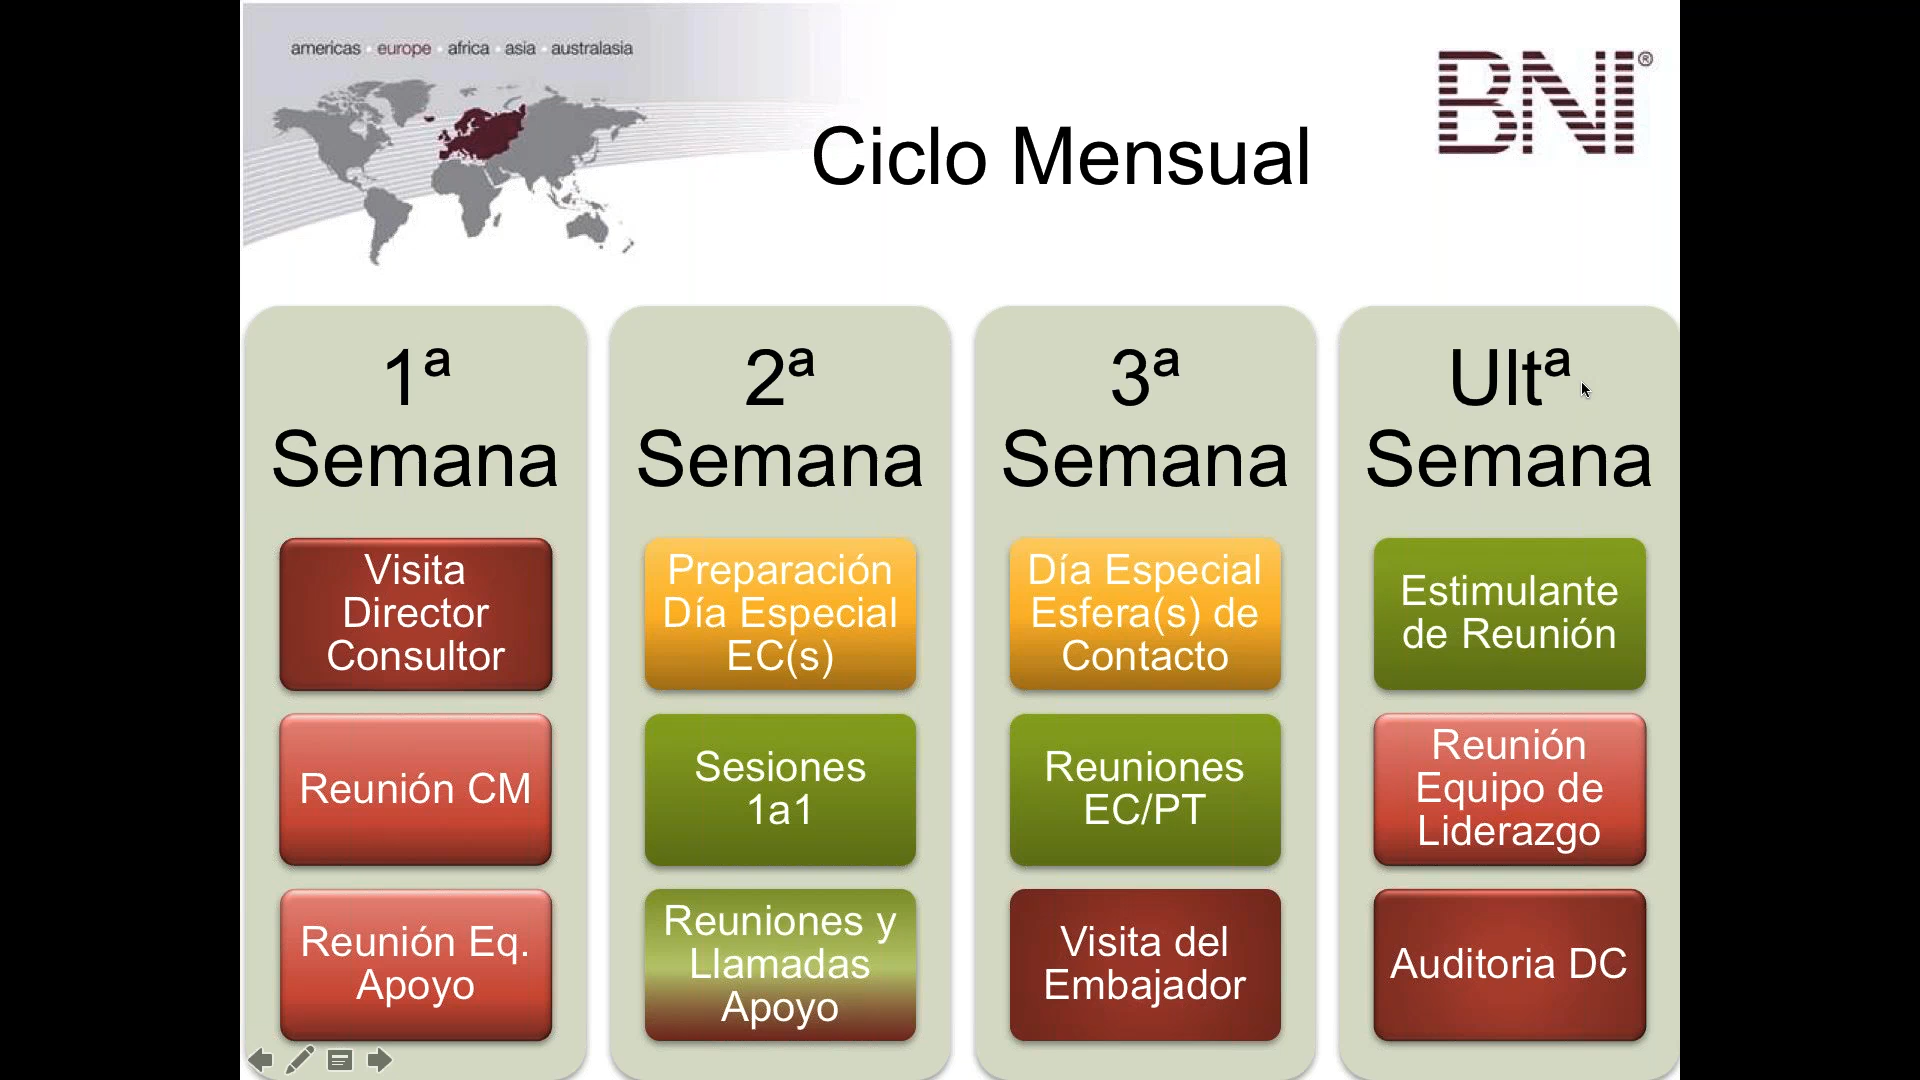 americas europe africa asia australasia
BNI®
Ciclo Mensual
1ª
Semana
Visita
Director
Consultor
Reunión CM
Reunión Eq.
Apoyo
2ª
Semana
Preparación
Día Especial
EC(s)
Sesiones
1a1
Reuniones y
Llamadas
Apoyo
3ª
Semana
Día Especial
Esfera(s) de
Contacto
Reuniones
EC/PT
Visita del
Embajador
Ultª
Semana
Estimulante
de Reunión
Reunión
Equipo de
Liderazgo
Auditoria DC